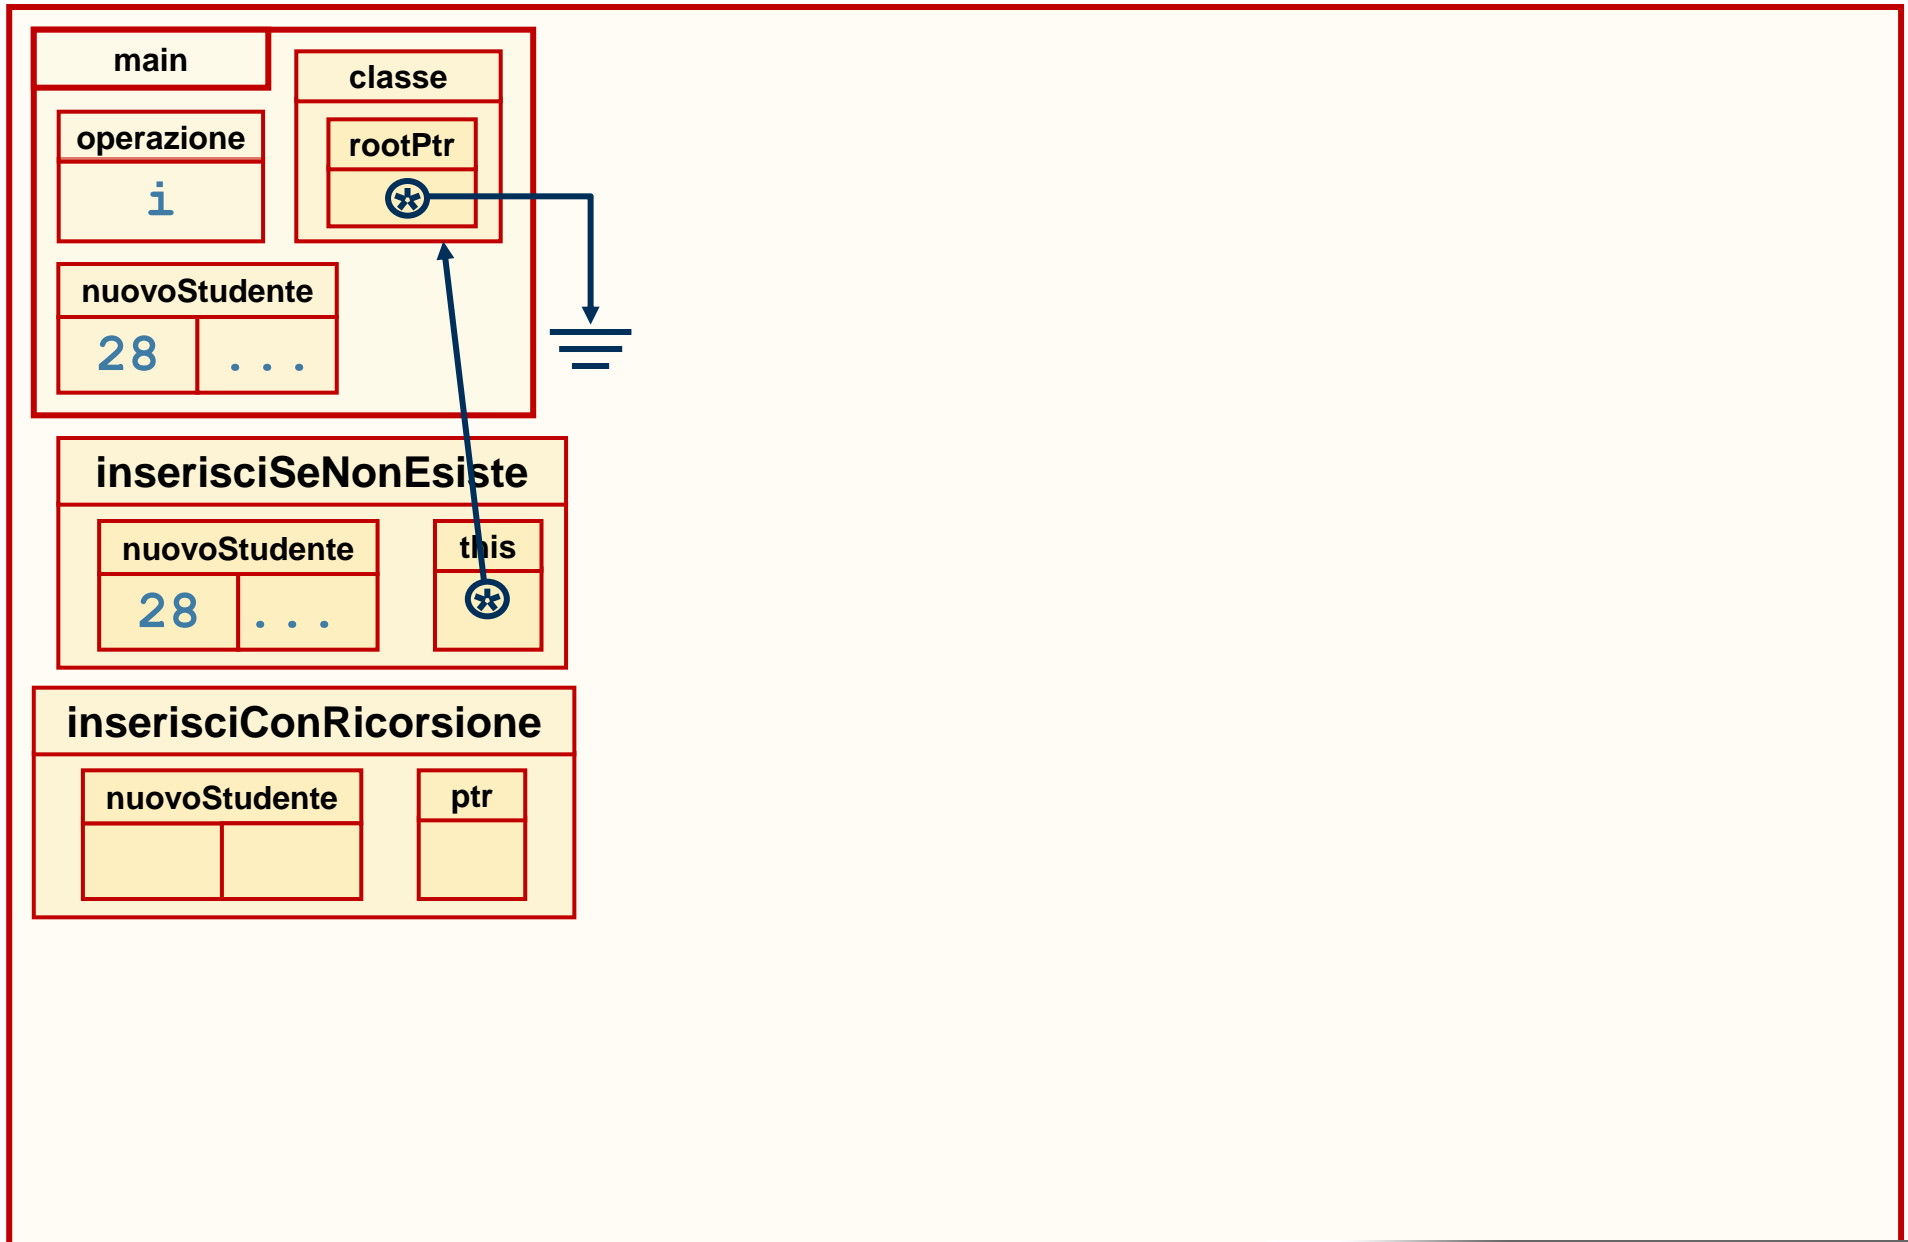 main
classe
operazione
rootPtr
i
*
nuovoStudente
28 ...
inserisciSeNonEsiste
nuovoStudente this
28 ... *
inserisciConRicorsione
nuovoStudente ptr